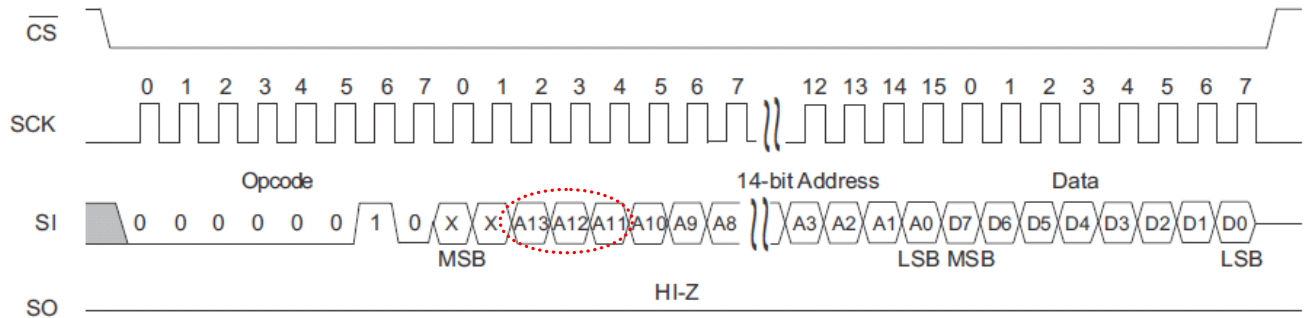 CS
0 1 2 3 4 5 6 7 0 1 2 3 4 5 6 7 12 13 14 15 0 1 2 3 4 5 6 7
SCK
Opcode 14-bit Address Data
SI 0 0 0 0 0 0 1 0 X X A13 A12 A11 A10 A9 A8 A3 A2 A1 A0 D7 D6 D5 D4 D3 D2 D1 D0
MSB LSB MSB LSB
HI-Z
SO